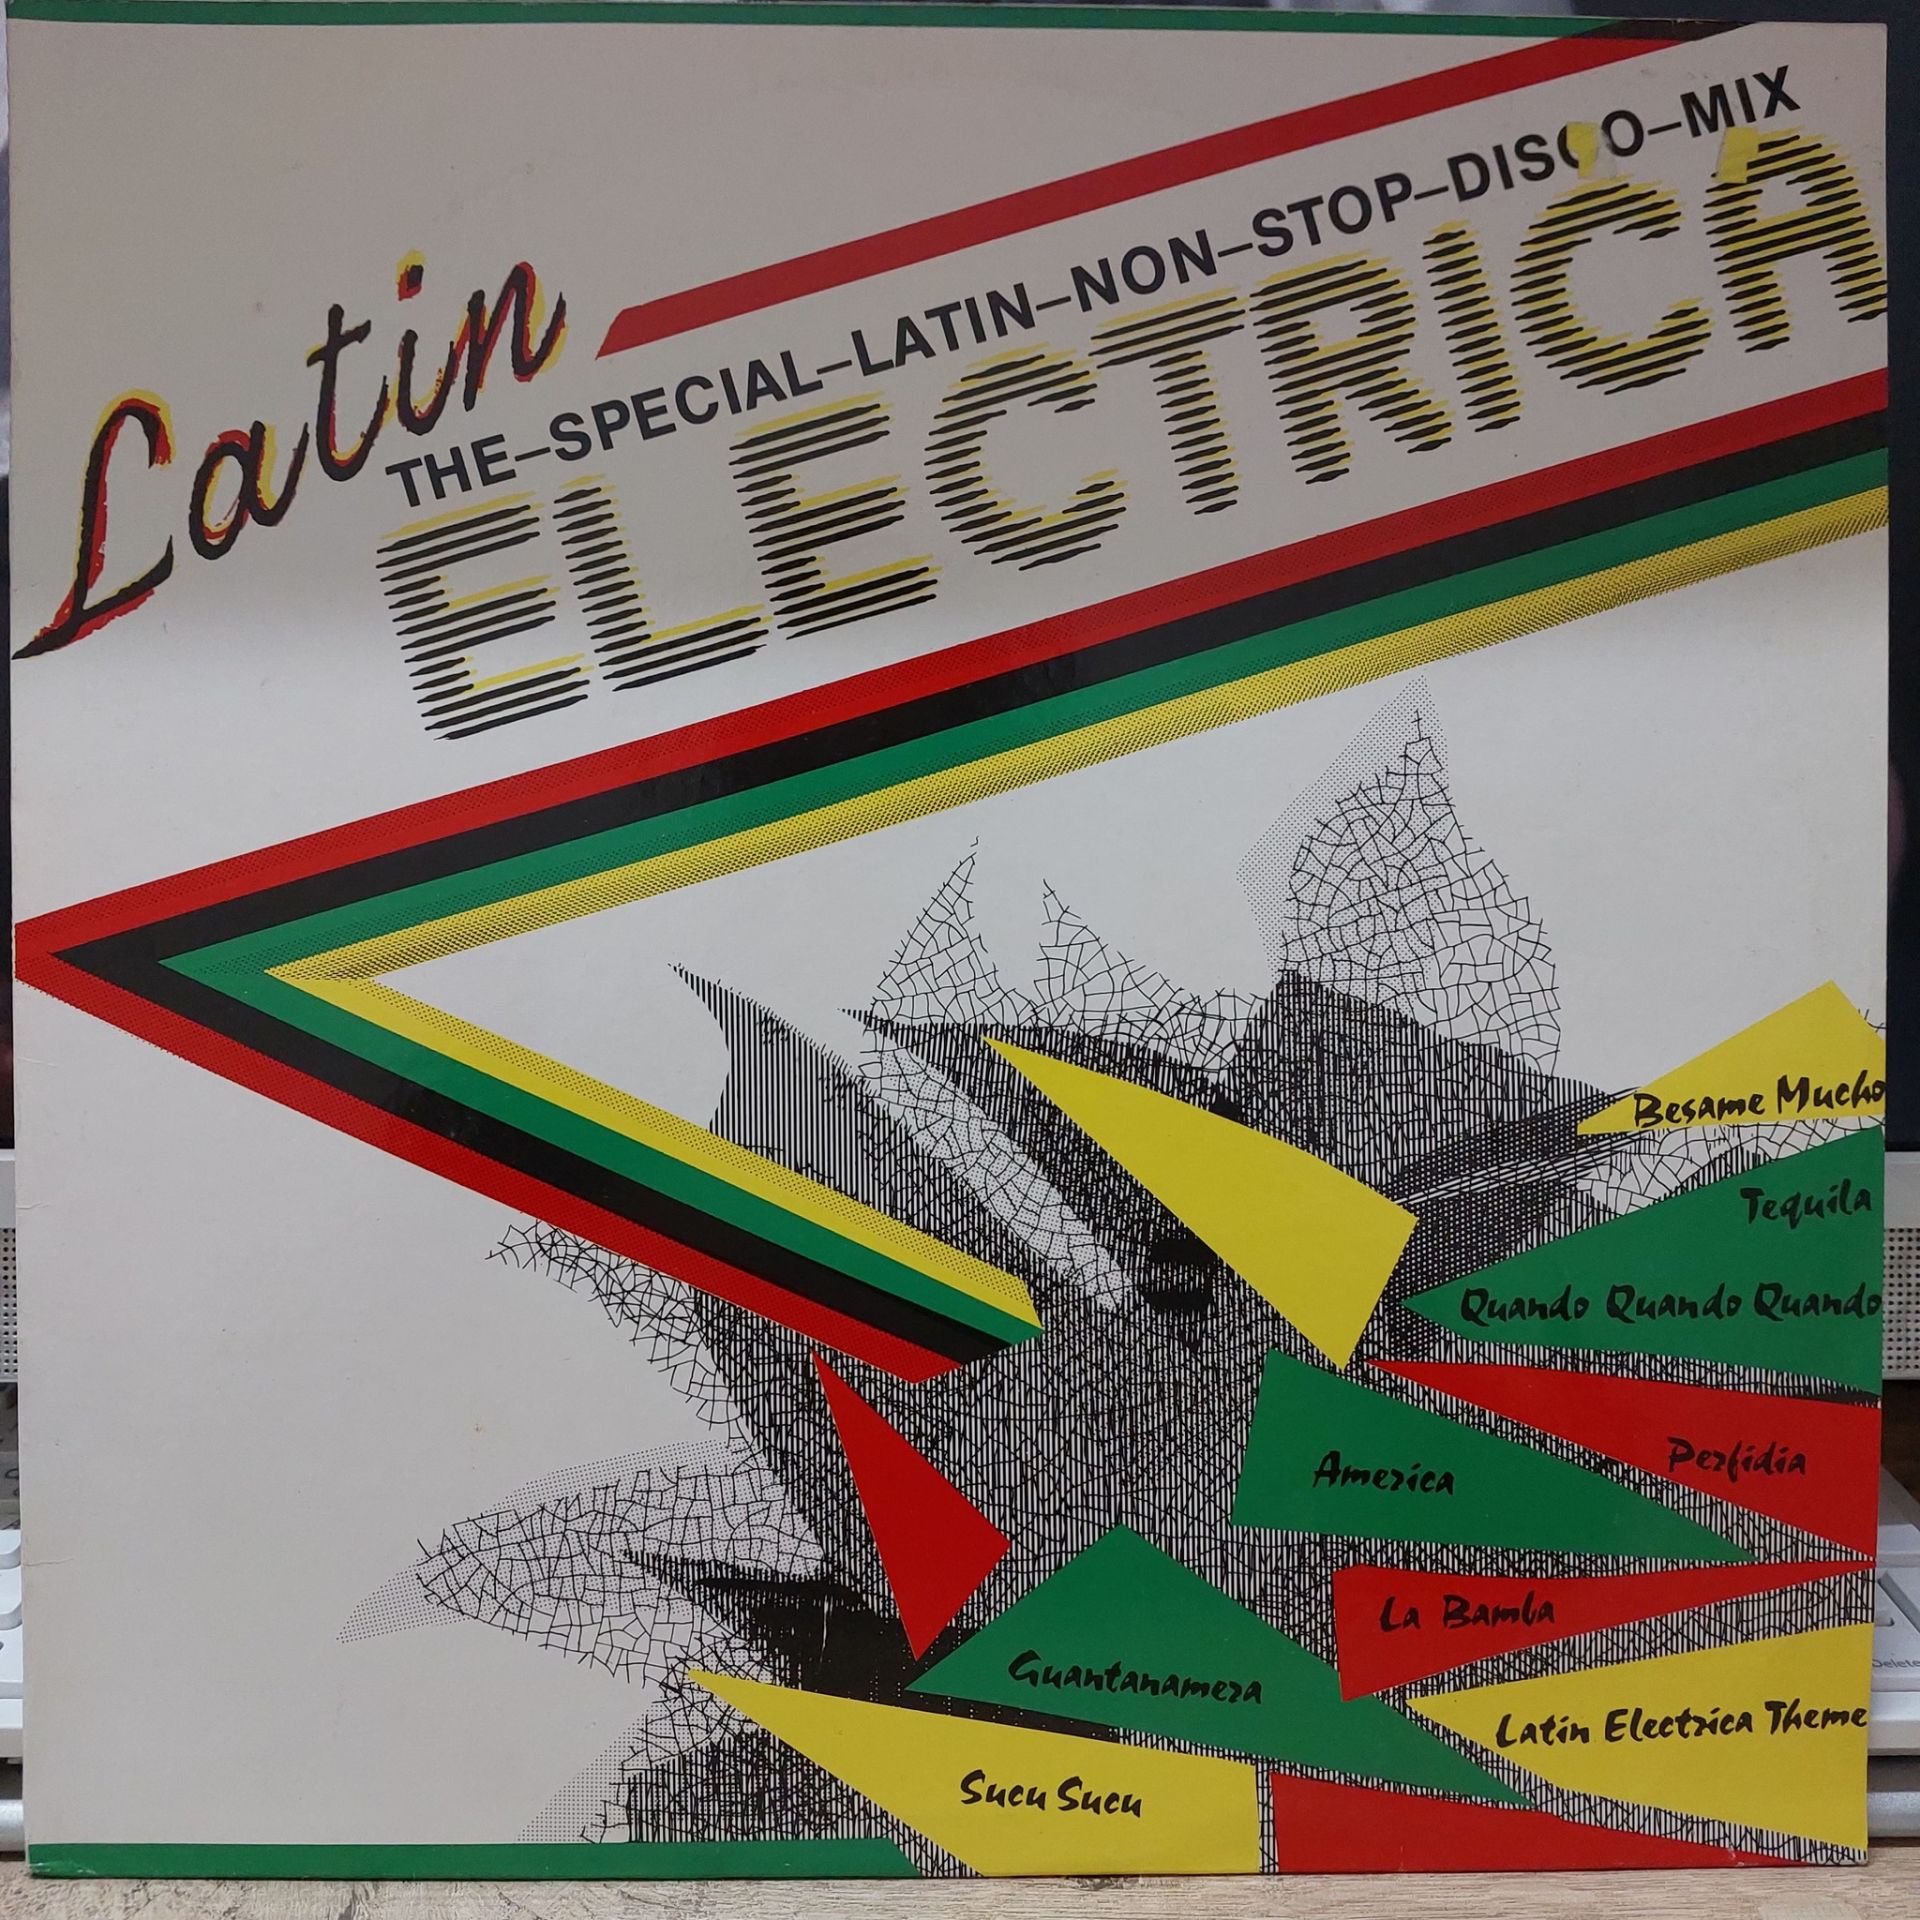 Latin
THE–SPECIAL–LATIN–NON–STOP–DISCO–MIX
ELECTRICA
Besame Mucho
Tequila
Quando Quando Quando
Perfidia
America
La Bamba
Guantanamera
Latin Electrica Theme
Sucu Sucu
Delete